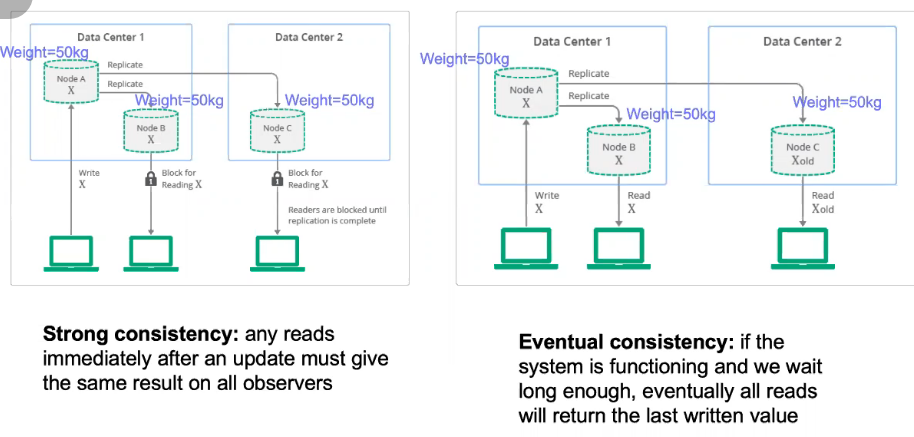 Data Center 1
Data Center 2
Weight=50kg
Replicate
Node A
X
Replicate
Weight=50kg
Weight=50kg
Node B
X
Node C
X
Write
X
Block for
Reading X
Block for
Reading X
Readers are blocked until
replication is complete
Strong consistency: any reads
immediately after an update must give
the same result on all observers
Data Center 1
Data Center 2
Weight=50kg
Replicate
Node A
X
Replicate
Weight=50kg
Weight=50kg
Node B
X
Node C
Xold
Write
X
Read
X
Read
Xold
Eventual consistency: if the
system is functioning and we wait
long enough, eventually all reads
will return the last written value